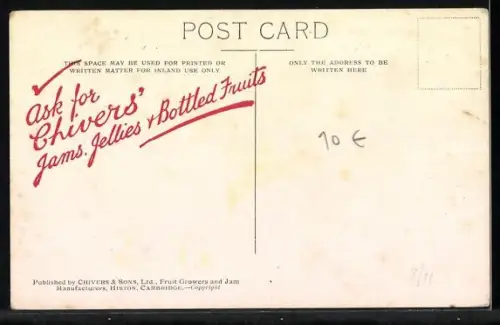 POST CARD
THIS SPACE MAY BE USED FOR PRINTED OR
WRITTEN MATTER FOR INLAND USE ONLY
ONLY THE ADDRESS TO BE
WRITTEN HERE
Ask for
Chivers'
Jams. Jellies & Bottled Fruits
10 €
Published by CHIVERS & SONS, Ltd., Fruit Growers and Jam
Manufacturers, HISTON, CAMBRIDGE.—Copyright